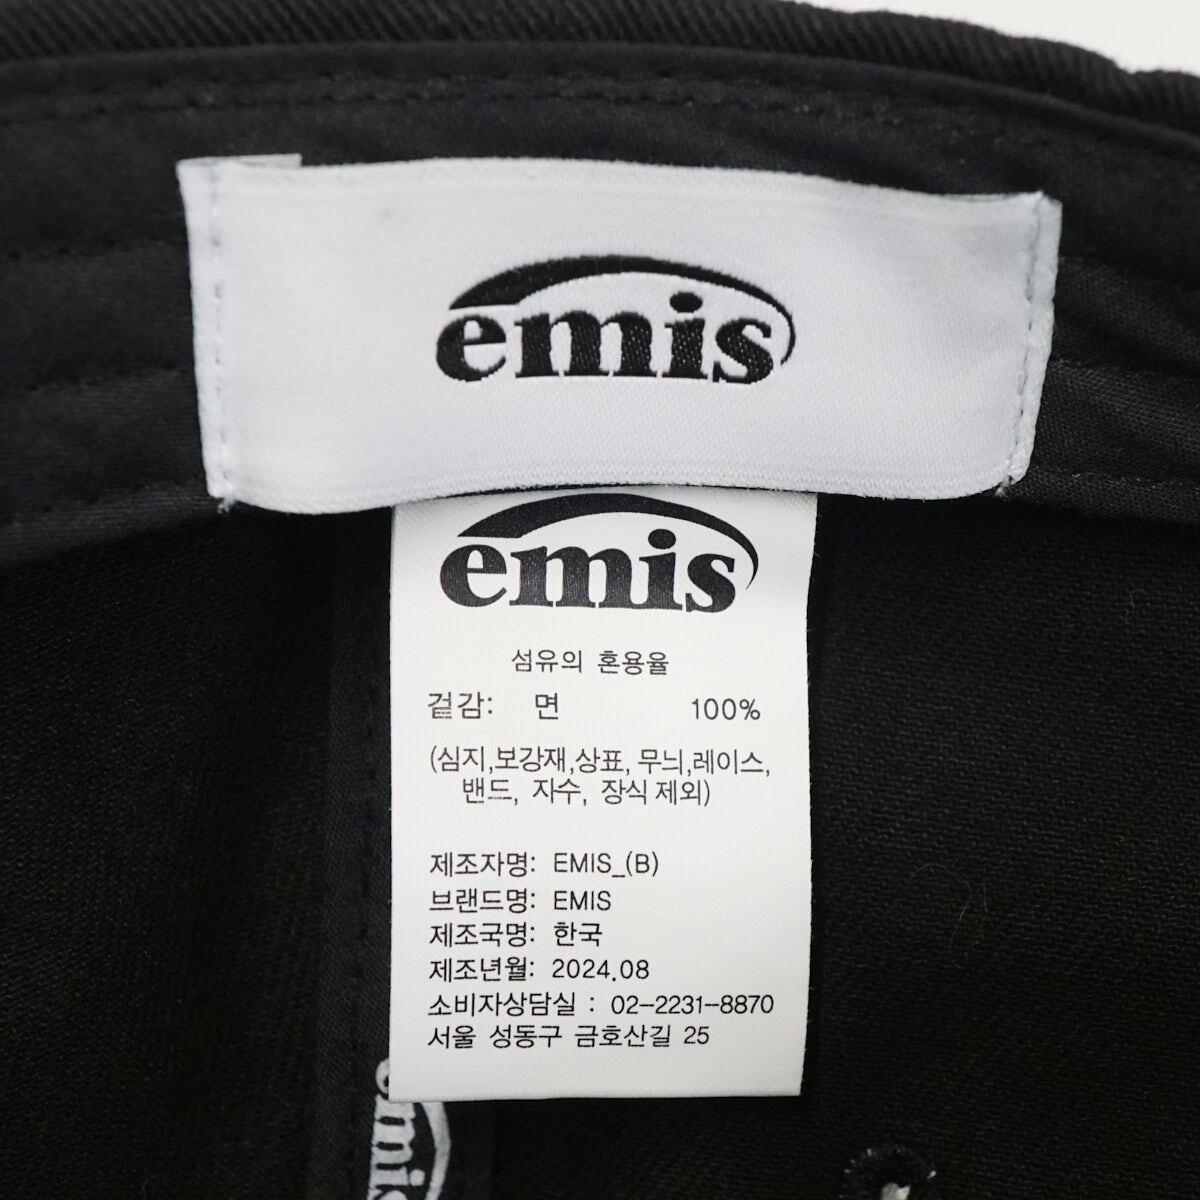 emis
emis
섬유의 혼용율
겉감: 면 100%
(심지,보강재,상표, 무늬,레이스,
밴드, 자수, 장식 제외)
제조자명: EMIS_(B)
브랜드명: EMIS
제조국명: 한국
제조년월: 2024.08
소비자상담실 : 02-2231-8870
서울 성동구 금호산길 25
emis